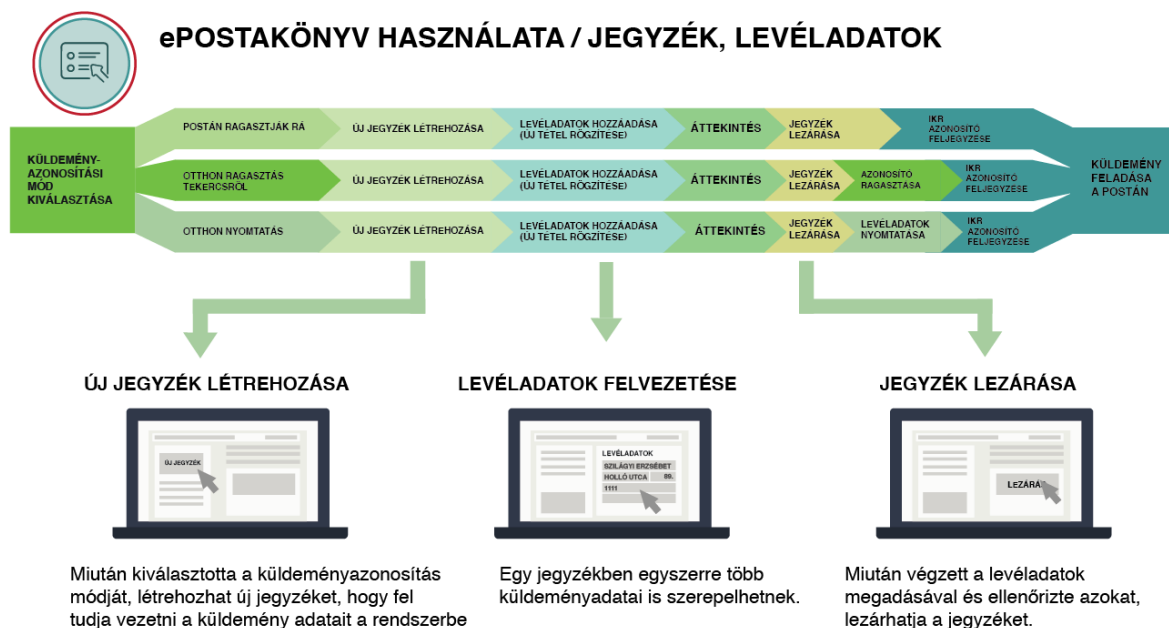 ePOSTAKÖNYV HASZNÁLATA / JEGYZÉK, LEVÉLADATOK
KÜLDEMÉNY-
AZONOSÍTÁSI
MÓD
KIVÁLASZTÁSA
POSTÁN RAGASZTJÁK RÁ
ÚJ JEGYZÉK LÉTREHOZÁSA
LEVÉLADATOK HOZZÁADÁSA
(ÚJ TÉTEL RÖGZÍTÉSE)
ÁTTEKINTÉS
JEGYZÉK
LEZÁRÁSA
IKR
AZONOSÍTÓ
FELJEGYZESE
OTTHON RAGASZTÁS
TEKERCSRŐL
ÚJ JEGYZÉK LÉTREHOZÁSA
LEVÉLADATOK HOZZÁADÁSA
(ÚJ TÉTEL RÖGZÍTÉSE)
ÁTTEKINTÉS
JEGYZÉK
LEZÁRÁSA
AZONOSÍTÓ
RAGASZTÁSA
IKR
AZONOSÍTÓ
FELJEGYZÉSE
OTTHON NYOMTATÁS
ÚJ JEGYZÉK LÉTREHOZÁSA
LEVÉLADATOK HOZZÁADÁSA
(ÚJ TÉTEL RÖGZÍTÉSE)
ÁTTEKINTÉS
JEGYZÉK
LEZÁRÁSA
LEVÉLADATOK
NYOMTATÁSA
IKR
AZONOSÍTÓ
FELJEGYZÉSE
KÜLDEMÉNY
FELADÁSA
A POSTÁN
ÚJ JEGYZÉK LÉTREHOZÁSA
ÚJ JEGYZÉK
Miután kiválasztotta a küldeményazonosítás
módját, létrehozhat új jegyzéket, hogy fel
tudja vezetni a küldemény adatait a rendszerbe
LEVÉLADATOK FELVEZETÉSE
LEVÉLADATOK
SZILÁGYI ERZSÉBET
HOLLÓ UTCA 86.
1111
Egy jegyzékben egyszerre több
küldeményadatai is szerepelhetnek.
JEGYZÉK LEZÁRÁSA
LEZÁRÁS
Miután végzett a levéladatok
megadásával és ellenőrizte azokat,
lezárhatja a jegyzéket.